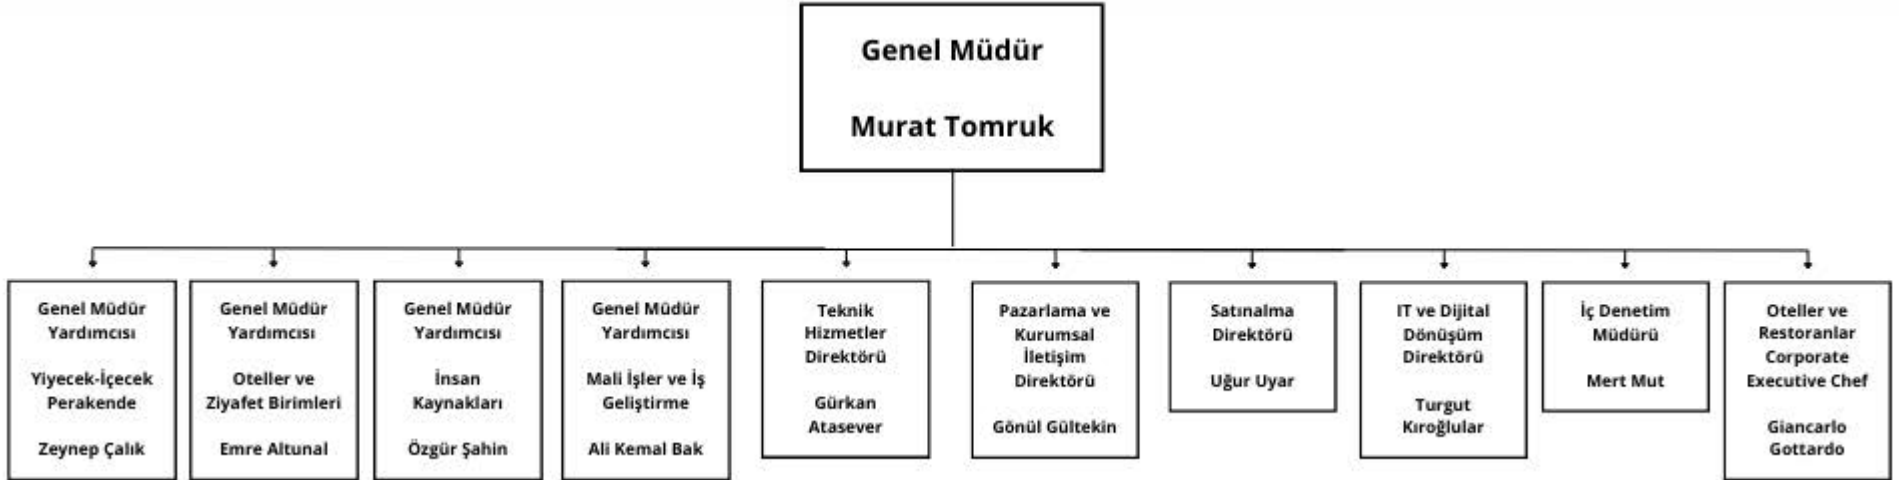 Genel Müdür
Murat Tomruk
Genel Müdür
Yardımcısı
Yiyecek-İçecek
Perakende
Zeynep Çalık
Genel Müdür
Yardımcısı
Oteller ve
Ziyafet Birimleri
Emre Altunal
Genel Müdür
Yardımcısı
İnsan
Kaynakları
Özgür Şahin
Genel Müdür
Yardımcısı
Mali İşler ve İş
Geliştirme
Ali Kemal Bak
Teknik
Hizmetler
Direktörü
Gürkan
Atasever
Pazarlama ve
Kurumsal
İletişim
Direktörü
Gönül Gültekin
Satınalma
Direktörü
Uğur Uyar
IT ve Dijital
Dönüşüm
Direktörü
Turgut
Kıroğlular
İç Denetim
Müdürü
Mert Mut
Oteller ve
Restoranlar
Corporate
Executive Chef
Giancarlo
Gottardo